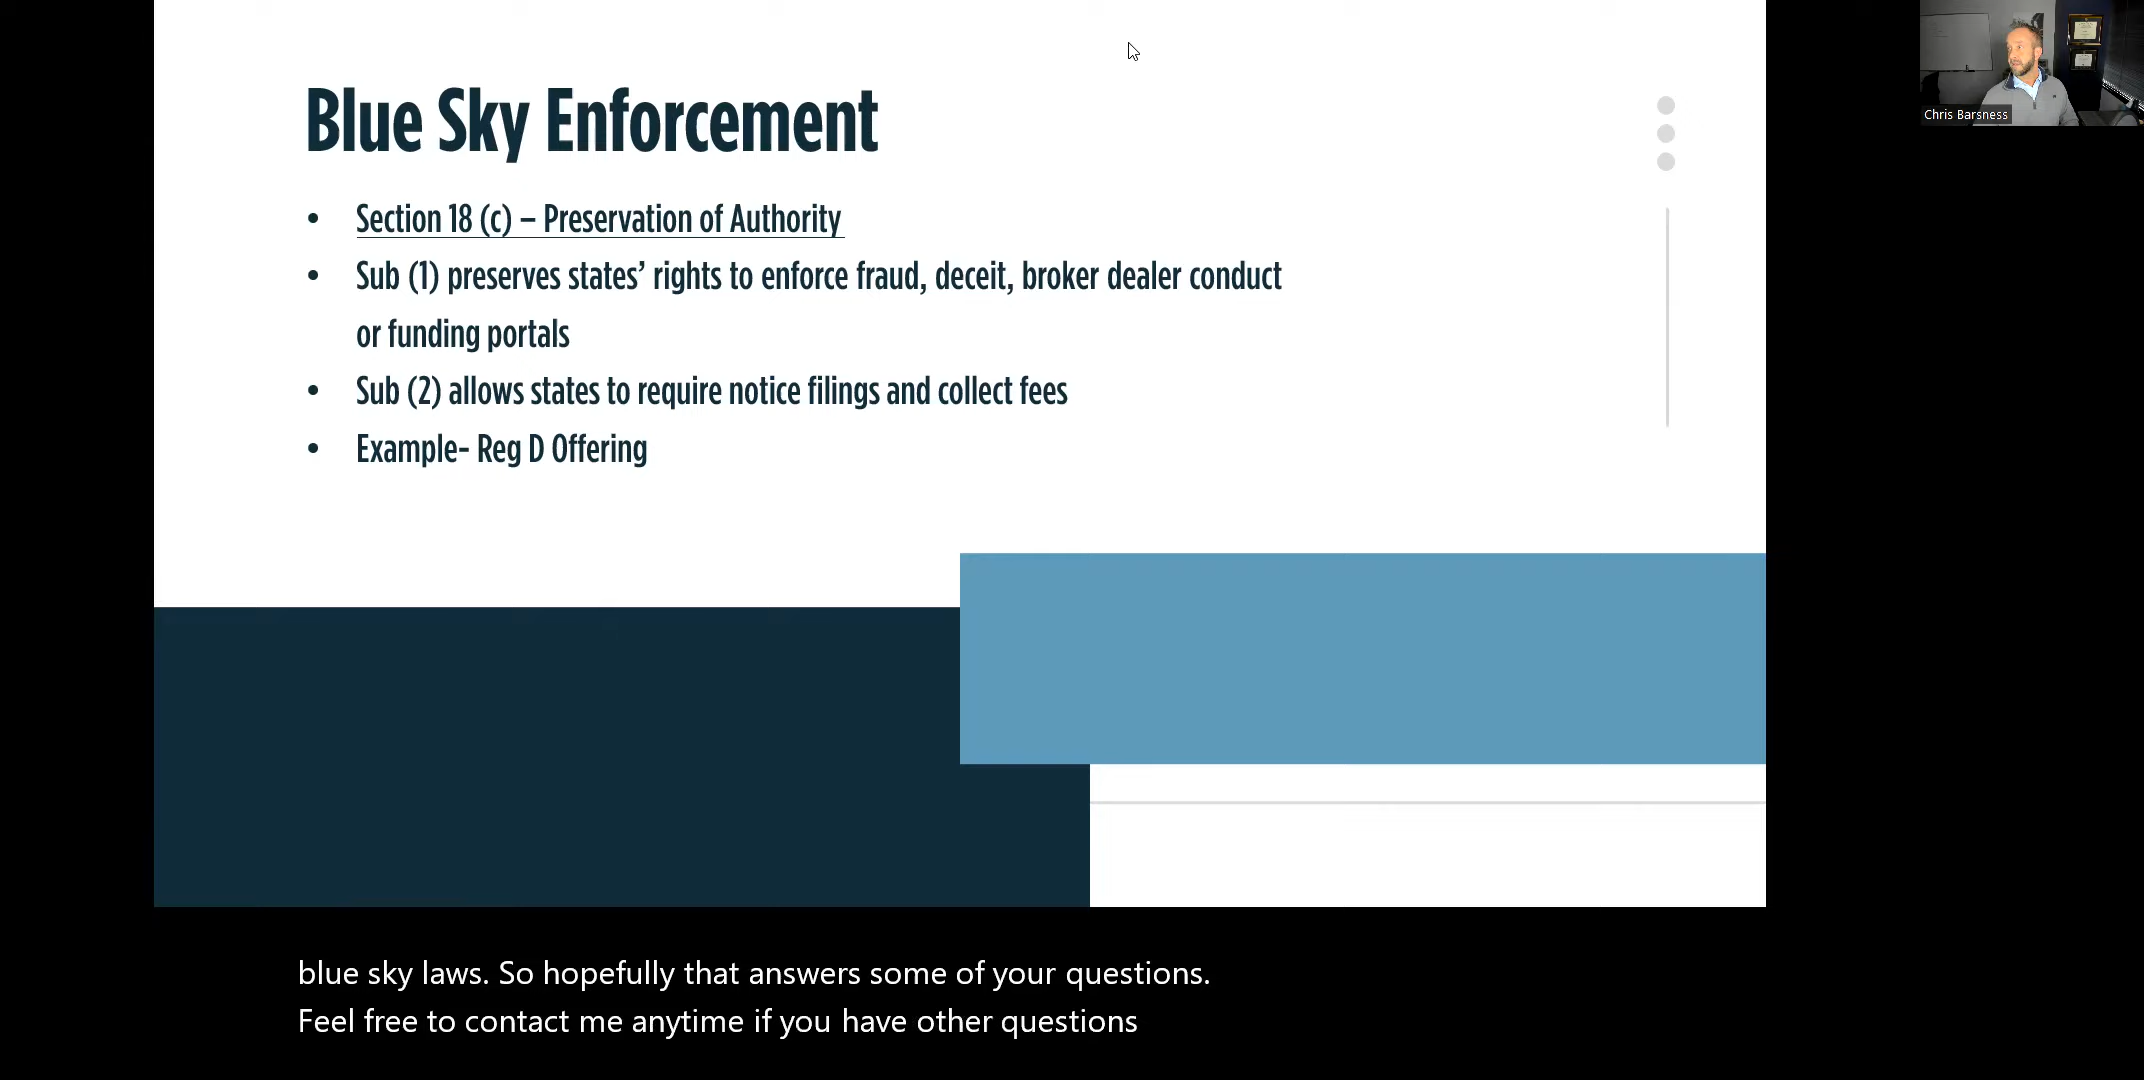 Blue Sky Enforcement
• Section 18 (c) – Preservation of Authority
• Sub (1) preserves states’ rights to enforce fraud, deceit, broker dealer conduct
or funding portals
• Sub (2) allows states to require notice filings and collect fees
• Example- Reg D Offering
Chris Barsness
blue sky laws. So hopefully that answers some of your questions.
Feel free to contact me anytime if you have other questions